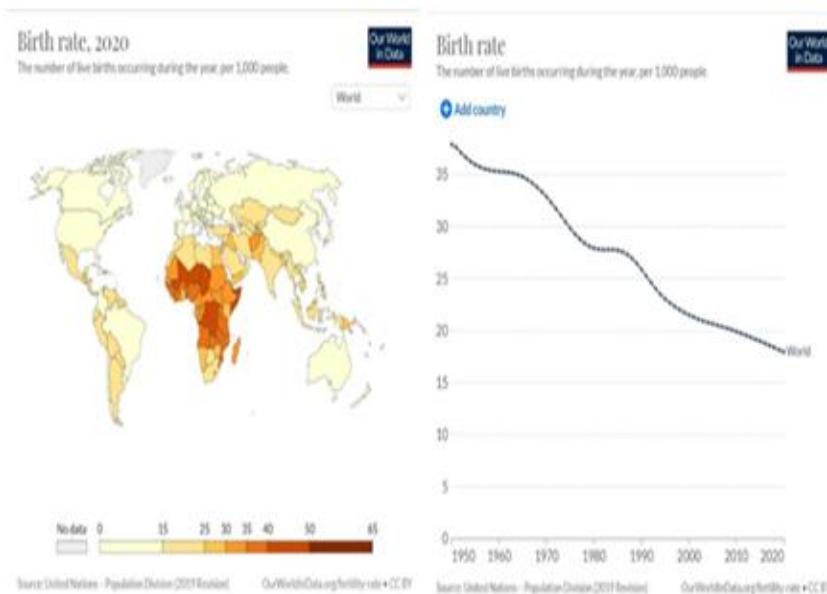 Birth rate, 2020
The number of live births occurring during the year, per 1,000 people.
Our World
in Data
World
No data
0
15
25
30
35
40
50
65
Source: United Nations - Population Division (2019 Revision)
OurWorldInData.org/fertility-rate • CC BY
Birth rate
The number of live births occurring during the year, per 1,000 people.
Our World
in Data
Add country
35
30
25
20
15
10
5
0
World
1950
1960
1970
1980
1990
2000
2010
2020
Source: United Nations - Population Division (2019 Revision)
OurWorldInData.org/fertility-rate • CC BY